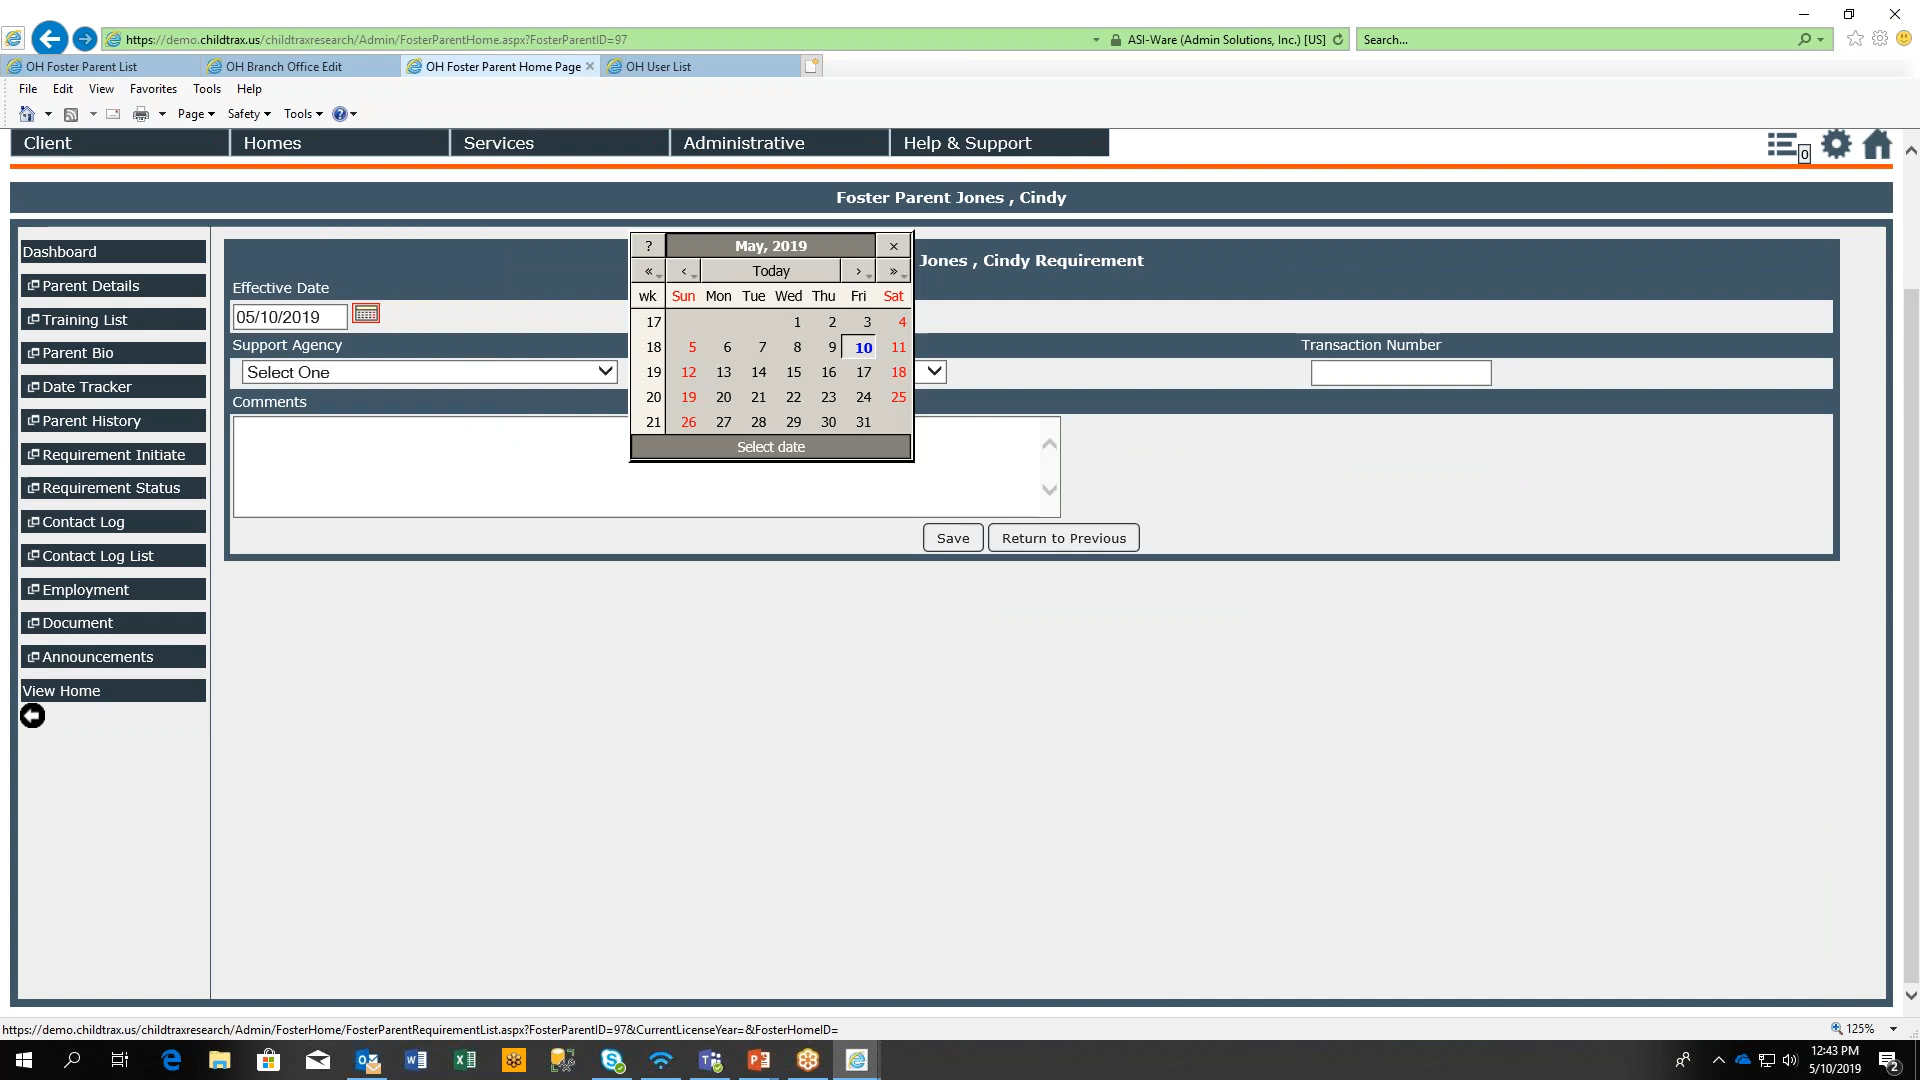 https://demo.childtrax.us/childtraxresearch/Admin/FosterParentHome.aspx?FosterParentID=97
ASI-Ware (Admin Solutions, Inc.) [US]
Search...
OH Foster Parent List
OH Branch Office Edit
OH Foster Parent Home Page
OH User List
File Edit View Favorites Tools Help
Page Safety Tools
Client
Homes
Services
Administrative
Help & Support
0
Foster Parent Jones , Cindy
Dashboard
Parent Details
Training List
Parent Bio
Date Tracker
Parent History
Requirement Initiate
Requirement Status
Contact Log
Contact Log List
Employment
Document
Announcements
View Home
Jones , Cindy Requirement
Effective Date
05/10/2019
Support Agency
Select One
Transaction Number
Comments
? May, 2019 ×
« ‹ Today › »
wk Sun Mon Tue Wed Thu Fri Sat
17 1 2 3 4
18 5 6 7 8 9 10 11
19 12 13 14 15 16 17 18
20 19 20 21 22 23 24 25
21 26 27 28 29 30 31
Select date
Save
Return to Previous
https://demo.childtrax.us/childtraxresearch/Admin/FosterHome/FosterParentRequirementList.aspx?FosterParentID=97&CurrentLicenseYear=&FosterHomeID=
125%
12:43 PM
5/10/2019
2